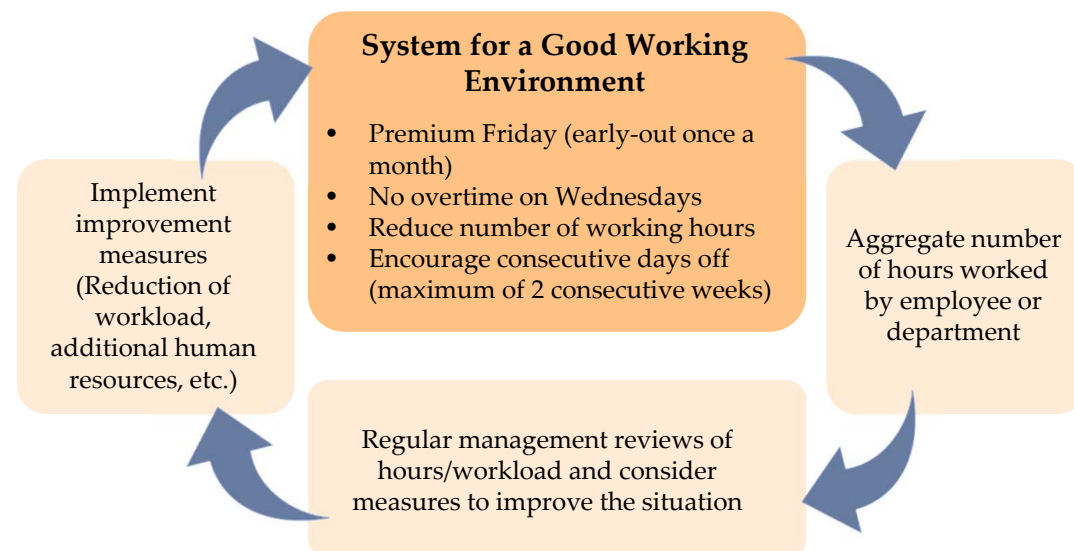 System for a Good Working
Environment
• Premium Friday (early-out once a
month)
• No overtime on Wednesdays
• Reduce number of working hours
• Encourage consecutive days off
(maximum of 2 consecutive weeks)
Aggregate number
of hours worked
by employee or
department
Regular management reviews of
hours/workload and consider
measures to improve the situation
Implement
improvement
measures
(Reduction of
workload,
additional human
resources, etc.)